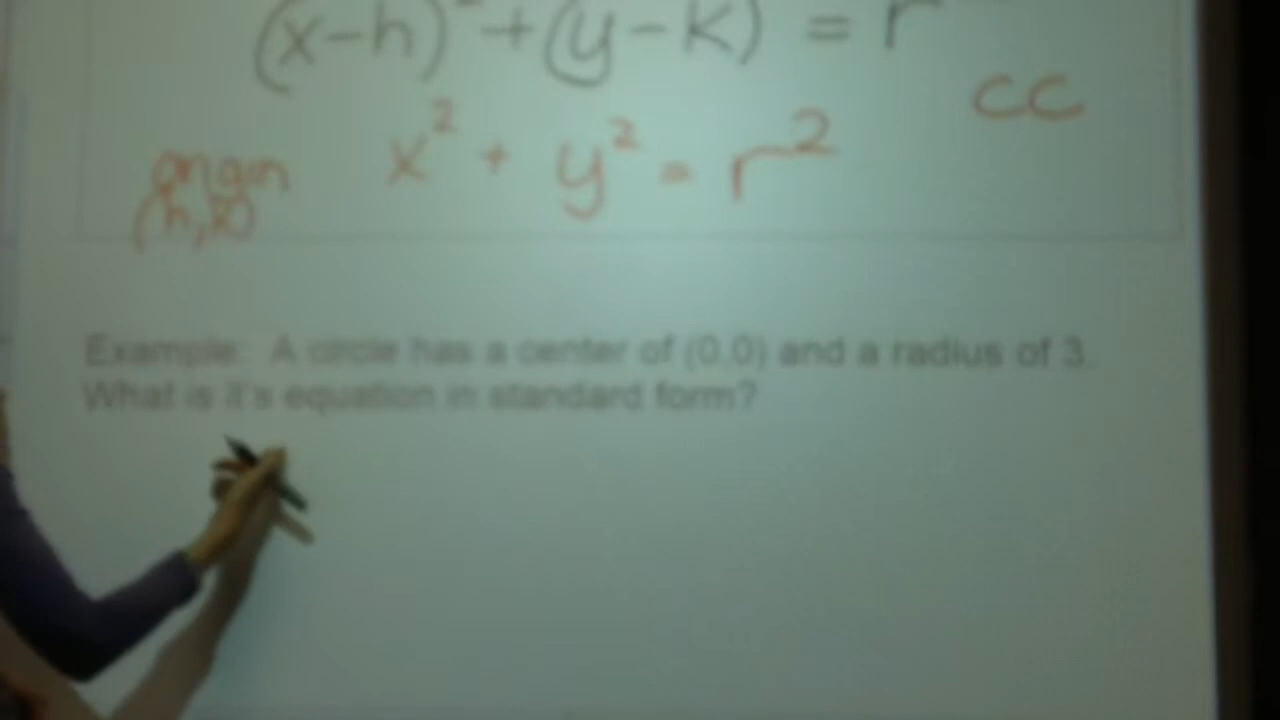 (x-h)² + (y-k) = r
cc
x² + y² = r²
origin
(h,k)
Example: A circle has a center of (0,0) and a radius of 3.
What is it's equation in standard form?